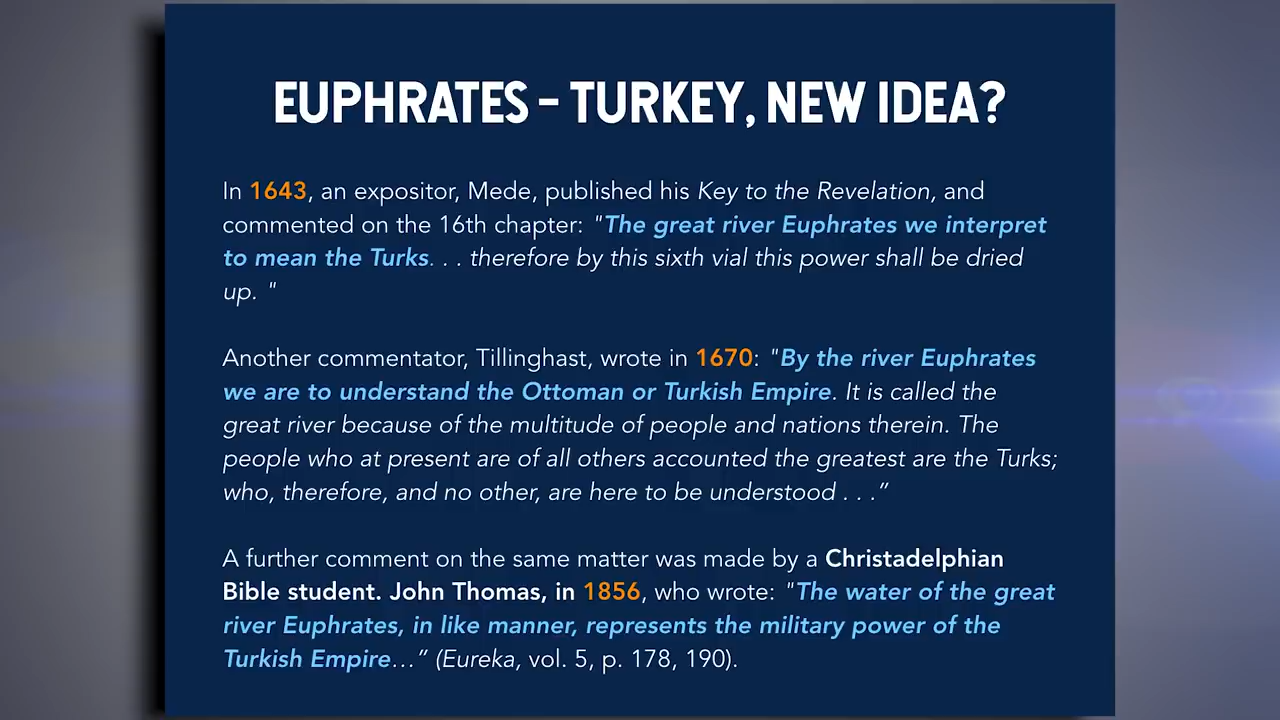 EUPHRATES – TURKEY, NEW IDEA?
In 1643, an expositor, Mede, published his Key to the Revelation, and
commented on the 16th chapter: "The great river Euphrates we interpret
to mean the Turks. . . therefore by this sixth vial this power shall be dried
up. "
Another commentator, Tillinghast, wrote in 1670: "By the river Euphrates
we are to understand the Ottoman or Turkish Empire. It is called the
great river because of the multitude of people and nations therein. The
people who at present are of all others accounted the greatest are the Turks;
who, therefore, and no other, are here to be understood . . .”
A further comment on the same matter was made by a Christadelphian
Bible student. John Thomas, in 1856, who wrote: "The water of the great
river Euphrates, in like manner, represents the military power of the
Turkish Empire…” (Eureka, vol. 5, p. 178, 190).